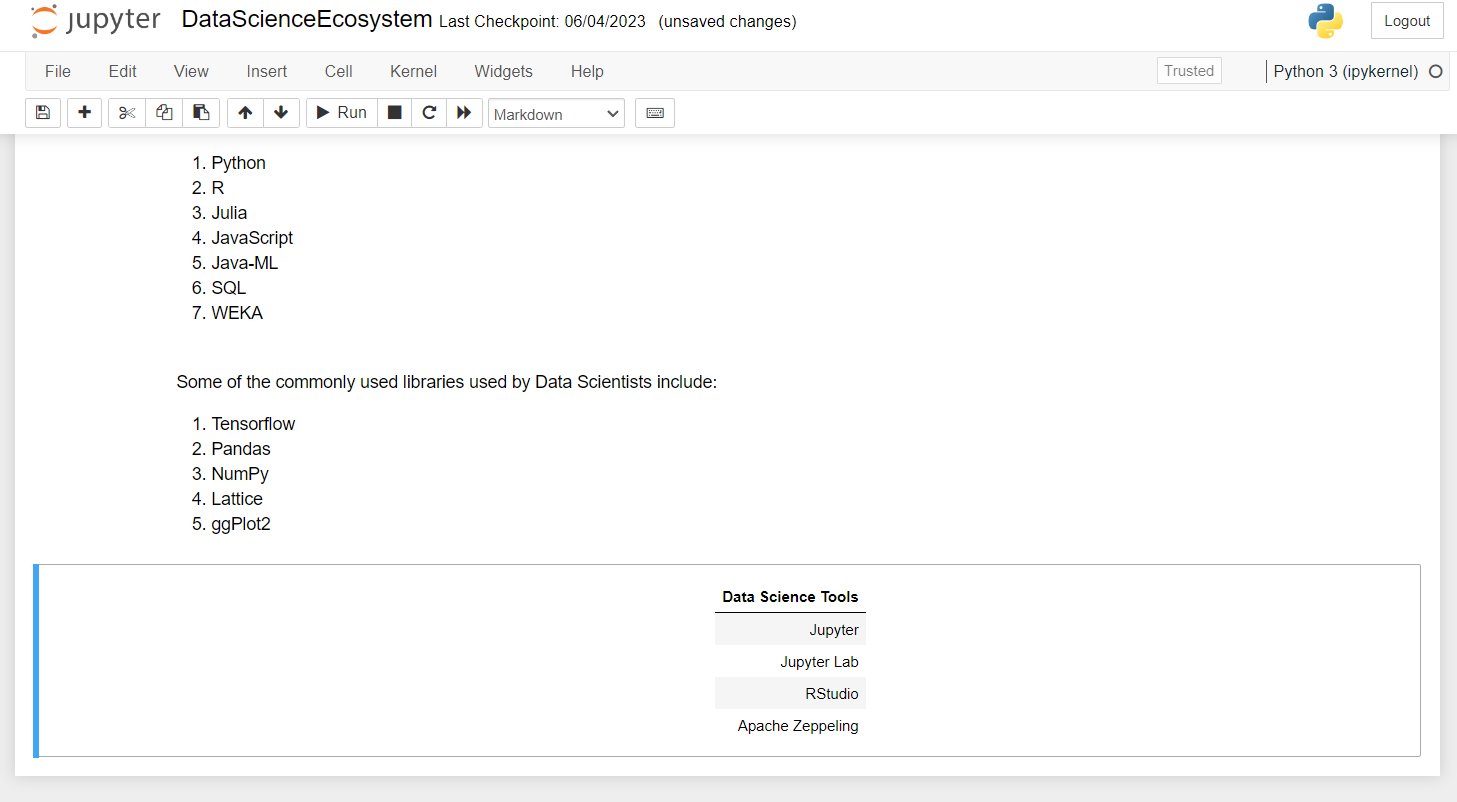 jupyter DataScienceEcosystem Last Checkpoint: 06/04/2023 (unsaved changes) Logout
File Edit View Insert Cell Kernel Widgets Help Trusted Python 3 (ipykernel)
Run Markdown
1. Python
2. R
3. Julia
4. JavaScript
5. Java-ML
6. SQL
7. WEKA
Some of the commonly used libraries used by Data Scientists include:
1. Tensorflow
2. Pandas
3. NumPy
4. Lattice
5. ggPlot2
Data Science Tools
Jupyter
Jupyter Lab
RStudio
Apache Zeppeling